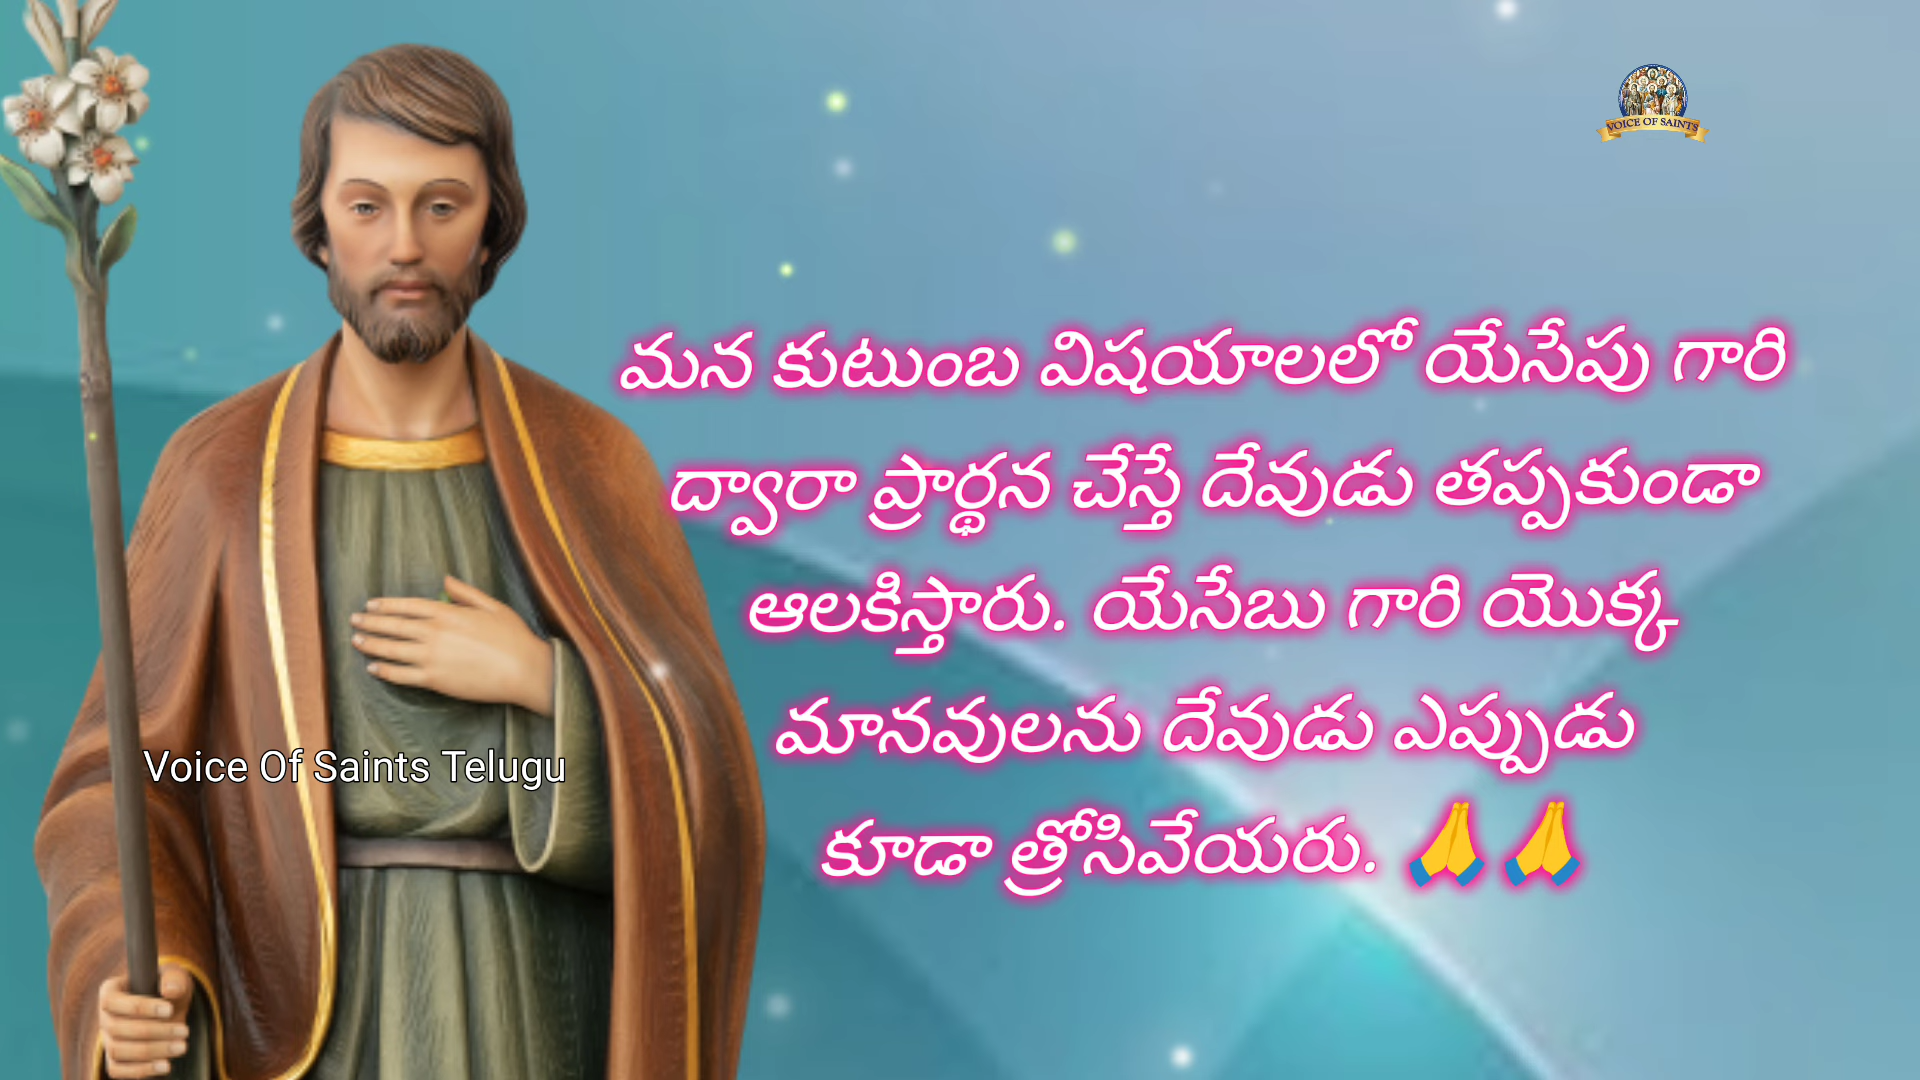 VOICE OF SAINTS
మన కుటుంబ విషయాలలో యేసేపు గారి
ద్వారా ప్రార్థన చేస్తే దేవుడు తప్పకుండా
ఆలకిస్తారు. యేసేబు గారి యొక్క
మానవులను దేవుడు ఎప్పుడు
కూడా త్రోసివేయరు. 🙏🙏
Voice Of Saints Telugu